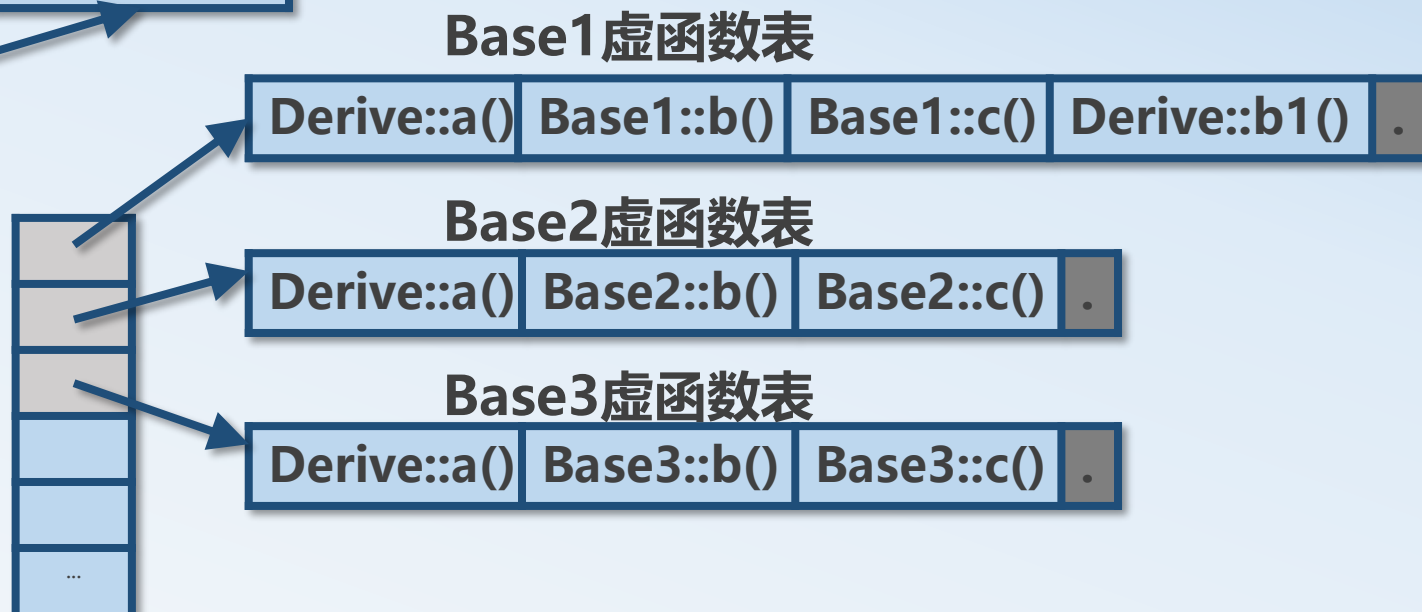 Base1虚函数表
Derive::a() Base1::b() Base1::c() Derive::b1() .
Base2虚函数表
Derive::a() Base2::b() Base2::c() .
Base3虚函数表
Derive::a() Base3::b() Base3::c() .
...